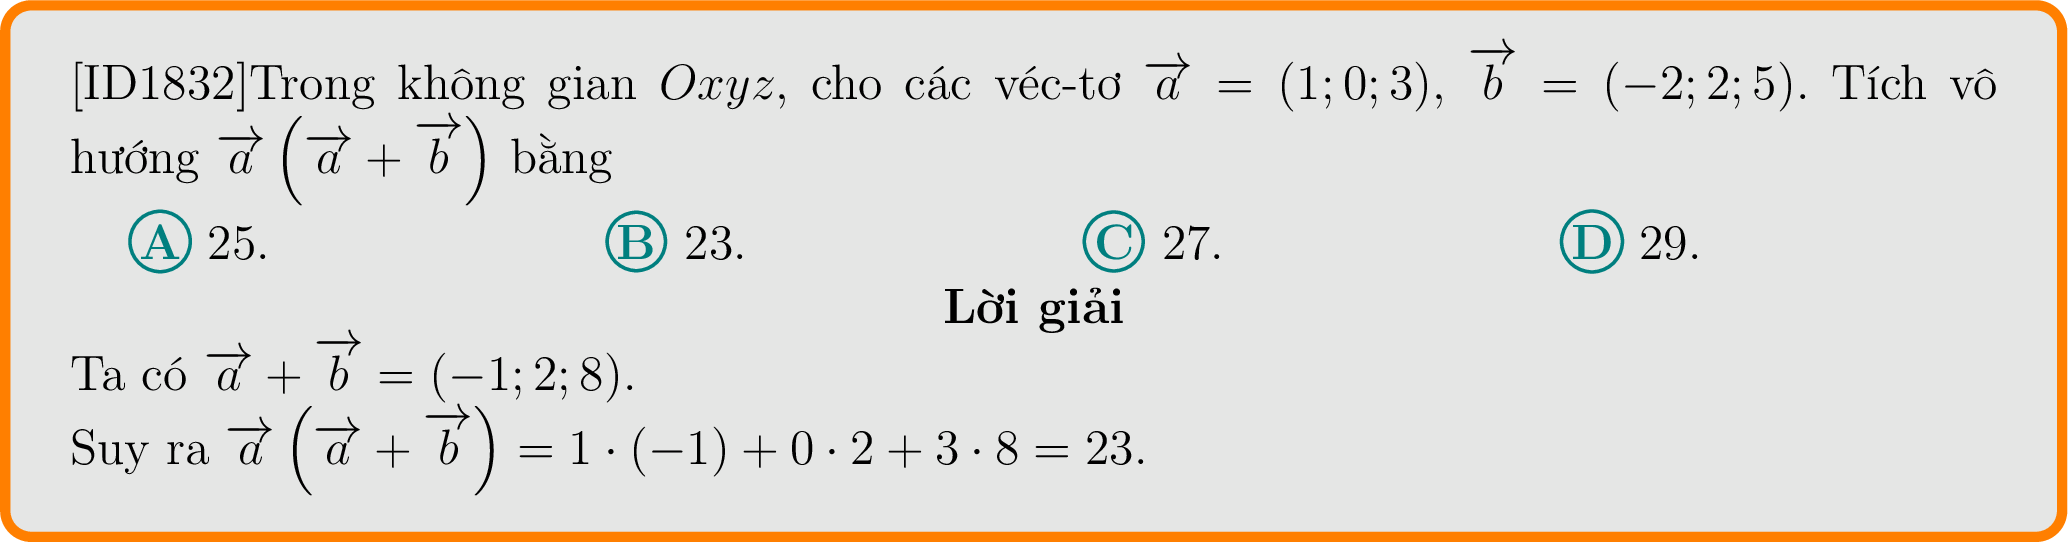 [ID1832]Trong không gian $Oxyz$, cho các véc-tơ $\overrightarrow{a} = (1; 0; 3)$, $\overrightarrow{b} = (-2; 2; 5)$. Tích vô
hướng $\overrightarrow{a}\left(\overrightarrow{a} + \overrightarrow{b}\right)$ bằng
A 25. B 23. C 27. D 29.
Lời giải
Ta có $\overrightarrow{a} + \overrightarrow{b} = (-1; 2; 8)$.
Suy ra $\overrightarrow{a}\left(\overrightarrow{a} + \overrightarrow{b}\right) = 1 \cdot (-1) + 0 \cdot 2 + 3 \cdot 8 = 23$.